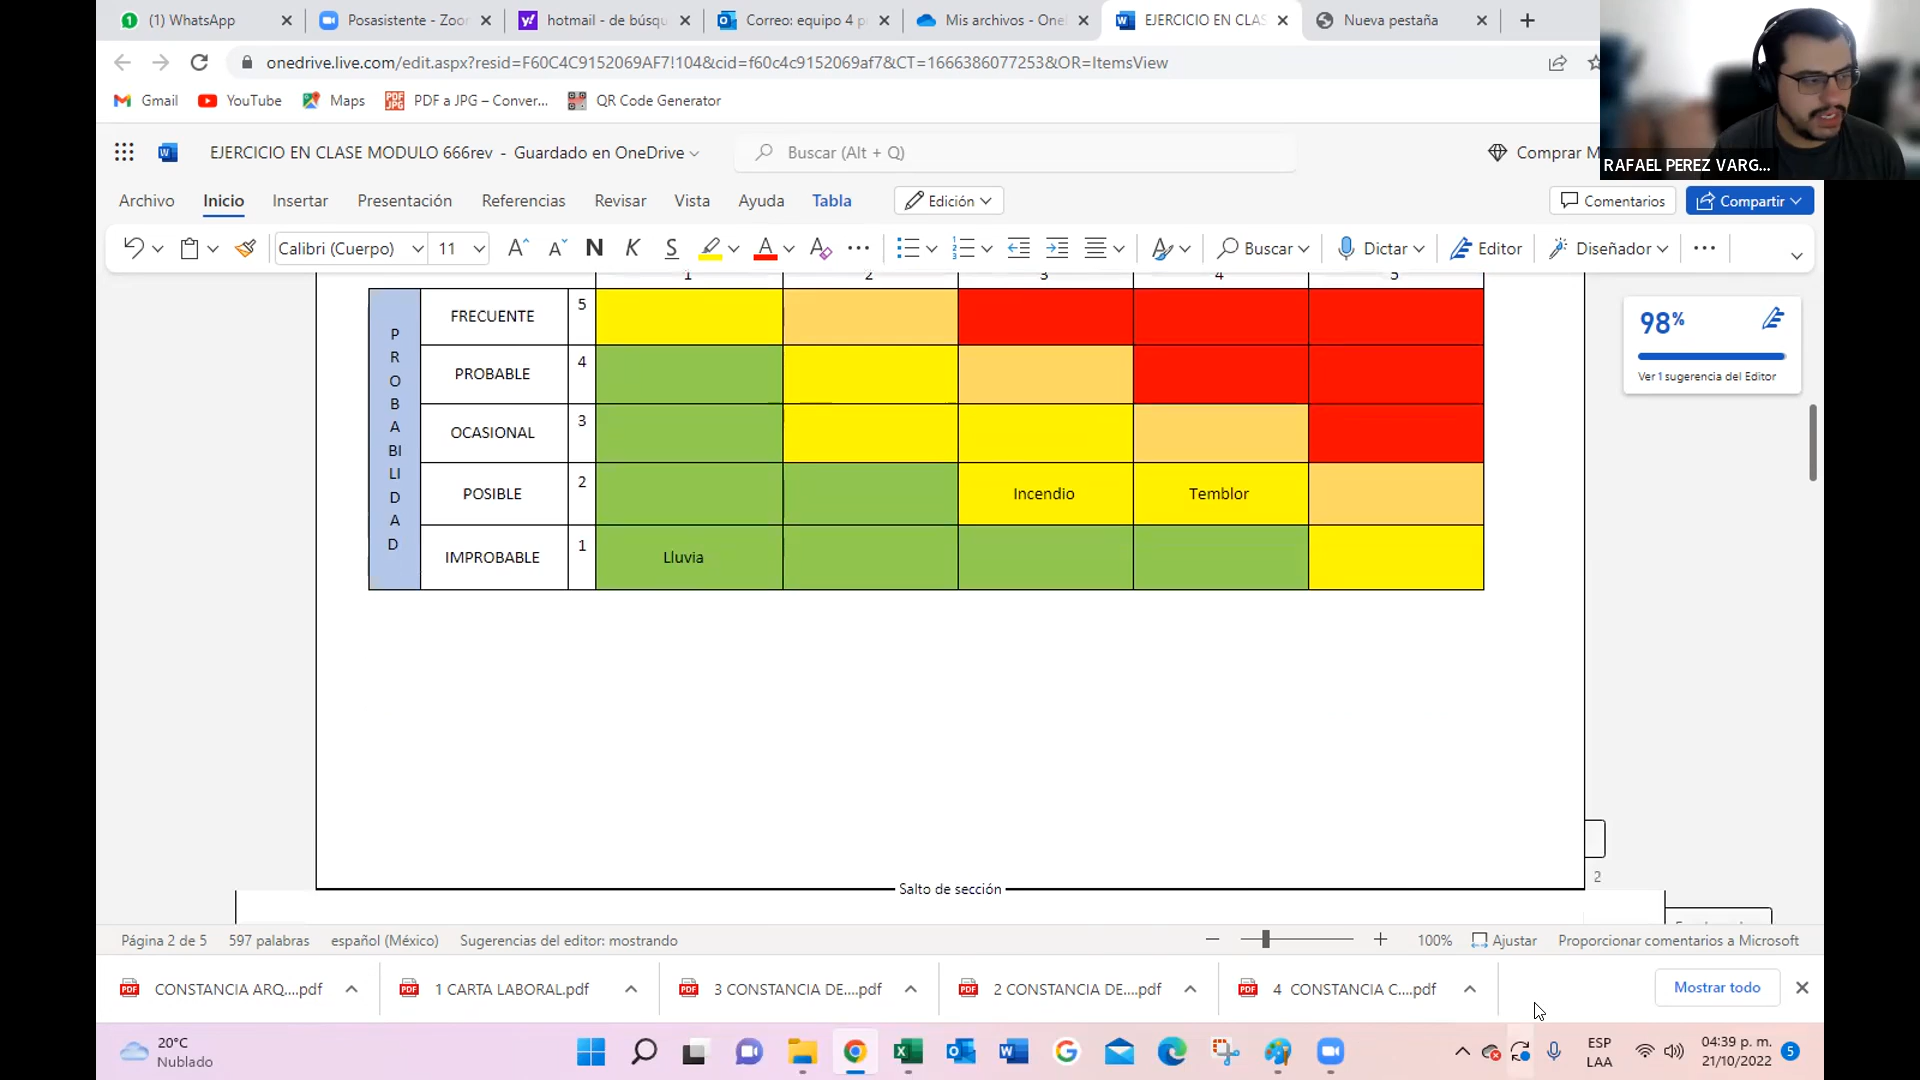 (1) WhatsApp
Posasistente - Zoo
hotmail - de búsqu
Correo: equipo 4 p
Mis archivos - One
EJERCICIO EN CLAS
Nueva pestaña
onedrive.live.com/edit.aspx?resid=F60C4C9152069AF7!104&cid=f60c4c9152069af7&CT=1666386077253&OR=ItemsView
Gmail
YouTube
Maps
PDF a JPG – Conver...
QR Code Generator
RAFAEL PEREZ VARG...
EJERCICIO EN CLASE MODULO 666rev - Guardado en OneDrive
Buscar (Alt + Q)
Comprar M
Archivo
Inicio
Insertar
Presentación
Referencias
Revisar
Vista
Ayuda
Tabla
Edición
Comentarios
Compartir
Calibri (Cuerpo)
11
N K S
Buscar
Dictar
Editor
Diseñador
1 2 3 4 5
PROBABILIDAD
FRECUENTE 5
PROBABLE 4
OCASIONAL 3
POSIBLE 2 Incendio Temblor
IMPROBABLE 1 Lluvia
98%
Ver 1 sugerencia del Editor
2
Salto de sección
Página 2 de 5
597 palabras
español (México)
Sugerencias del editor: mostrando
100%
Ajustar
Proporcionar comentarios a Microsoft
CONSTANCIA ARQ....pdf
1 CARTA LABORAL.pdf
3 CONSTANCIA DE....pdf
2 CONSTANCIA DE....pdf
4 CONSTANCIA C....pdf
Mostrar todo
20°C
Nublado
ESP
LAA
04:39 p. m.
21/10/2022
5